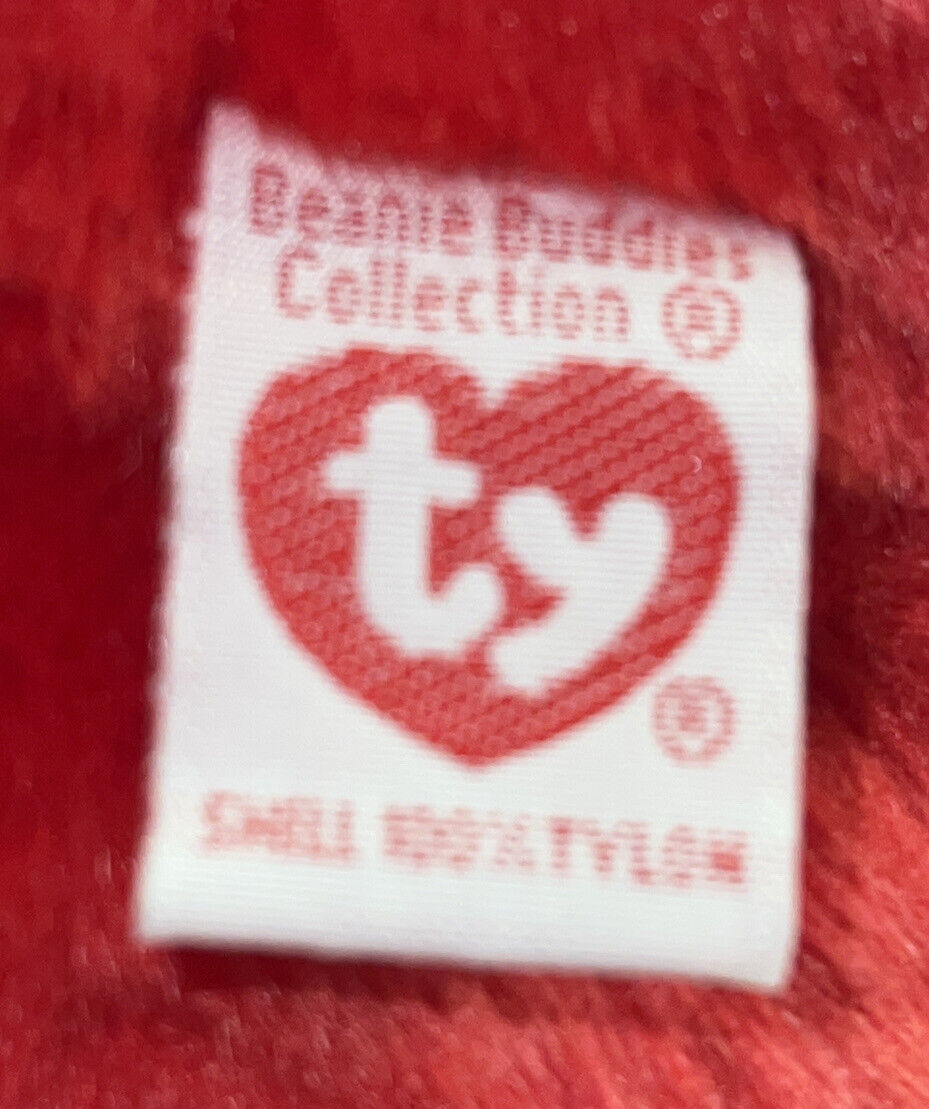 Beanie Buddies
Collection ®
ty
®
SHELL 100% TYLON